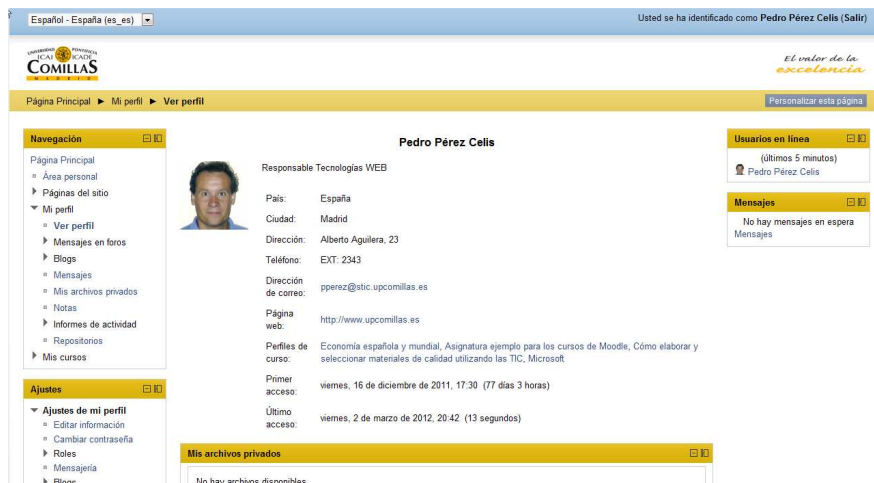 Español - España (es_es)
Usted se ha identificado como Pedro Pérez Celis (Salir)
UNIVERSIDAD PONTIFICIA
ICAI ICADE
COMILLAS
MADRID
El valor de la
excelencia
Página Principal ► Mi perfil ► Ver perfil
Personalizar esta página
Navegación
Página Principal
Área personal
Páginas del sitio
Mi perfil
Ver perfil
Mensajes en foros
Blogs
Mensajes
Mis archivos privados
Notas
Informes de actividad
Repositorios
Mis cursos
Ajustes
Ajustes de mi perfil
Editar información
Cambiar contraseña
Roles
Mensajería
Blogs
Pedro Pérez Celis
Responsable Tecnologías WEB
País: España
Ciudad: Madrid
Dirección: Alberto Aguilera, 23
Teléfono: EXT: 2343
Dirección
de correo: pperez@stic.upcomillas.es
Página
web: http://www.upcomillas.es
Perfiles de Economía española y mundial, Asignatura ejemplo para los cursos de Moodle, Cómo elaborar y
curso: seleccionar materiales de calidad utilizando las TIC, Microsoft
Primer
acceso: viernes, 16 de diciembre de 2011, 17:30 (77 días 3 horas)
Último
acceso: viernes, 2 de marzo de 2012, 20:42 (13 segundos)
Mis archivos privados
No hay archivos disponibles
Usuarios en línea
(últimos 5 minutos)
Pedro Pérez Celis
Mensajes
No hay mensajes en espera
Mensajes